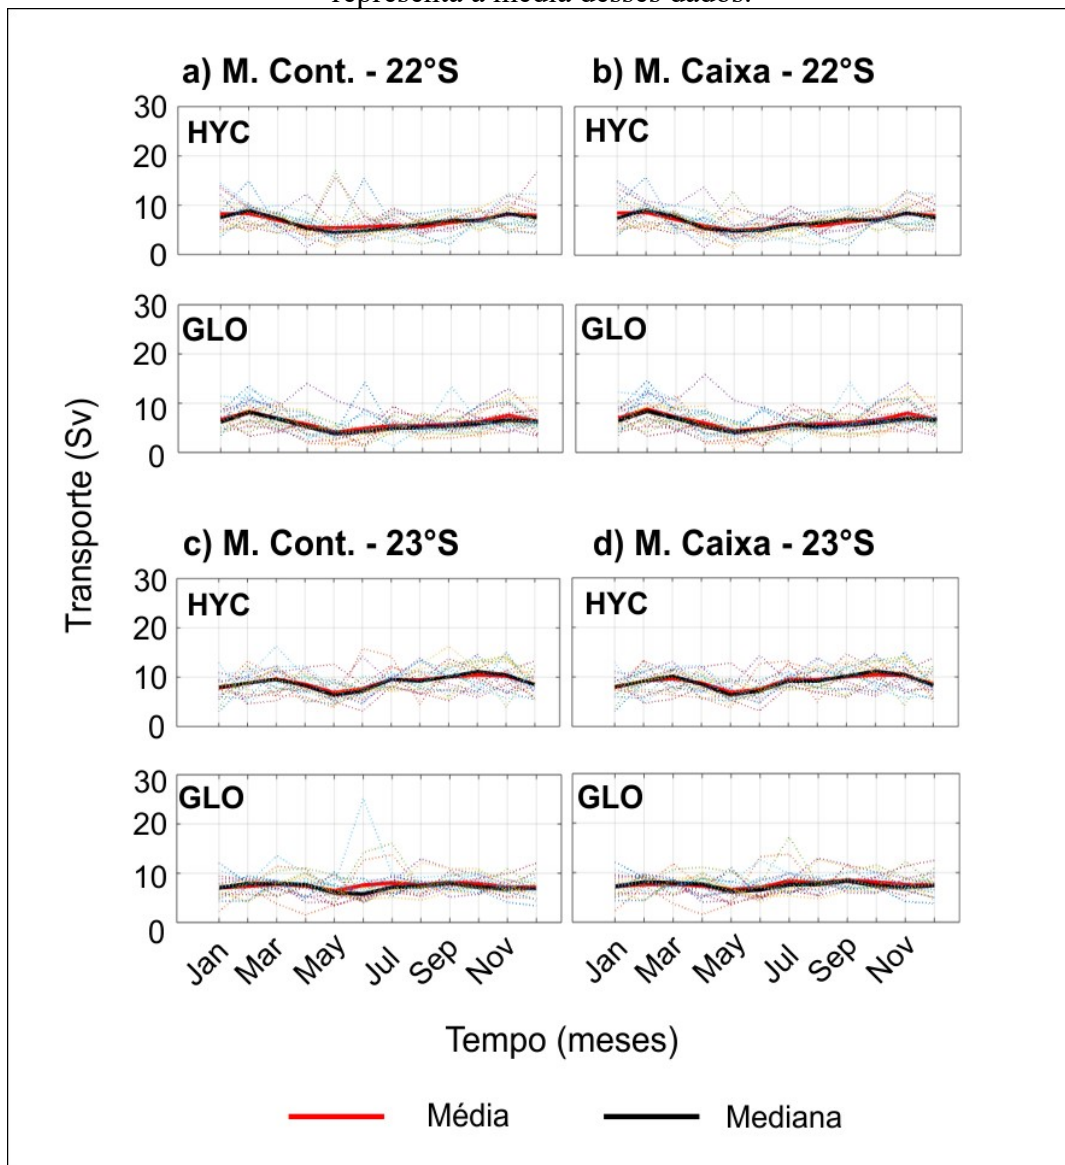 representa a média desses dados.
a) M. Cont. - 22°S
b) M. Caixa - 22°S
30
20
10
0
HYC
HYC
30
20
10
0
GLO
GLO
Transporte (Sv)
c) M. Cont. - 23°S
d) M. Caixa - 23°S
30
20
10
0
HYC
HYC
30
20
10
0
GLO
GLO
Jan Mar May Jul Sep Nov
Jan Mar May Jul Sep Nov
Tempo (meses)
Média
Mediana